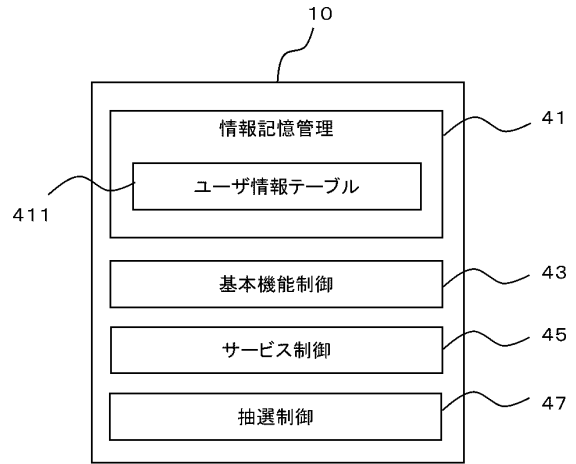 10
情報記憶管理
41
ユーザ情報テーブル
411
基本機能制御
43
サービス制御
45
抽選制御
47